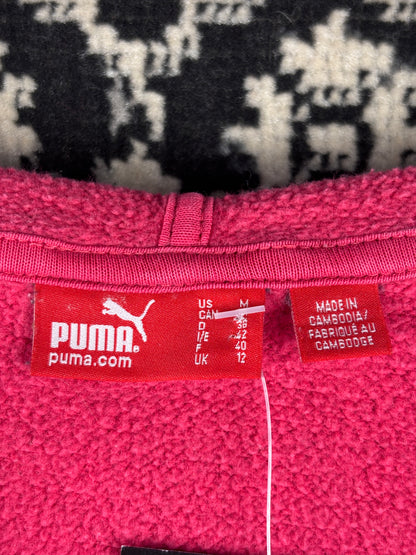 PUMA®
puma.com
US M
CAN
D 38
I/E 42
F 40
UK 12
MADE IN
CAMBODIA/
FABRIQUÉ AU
CAMBODGE